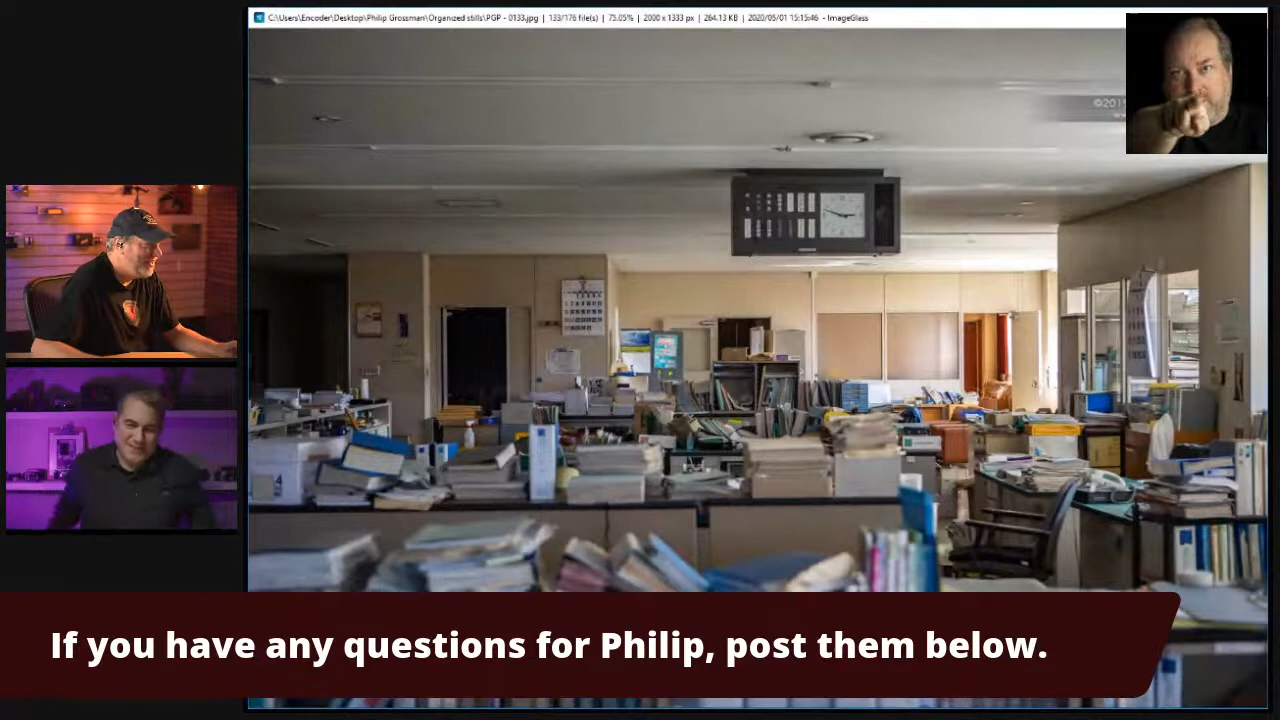 C:\Users\Encoder\Desktop\Philip Grossman\Organized stills\PGP - 0133.jpg | 133/176 file(s) | 75.05% | 2000 x 1333 px | 264.13 KB | 2020/05/01 15:15:46 - ImageGlass
If you have any questions for Philip, post them below.